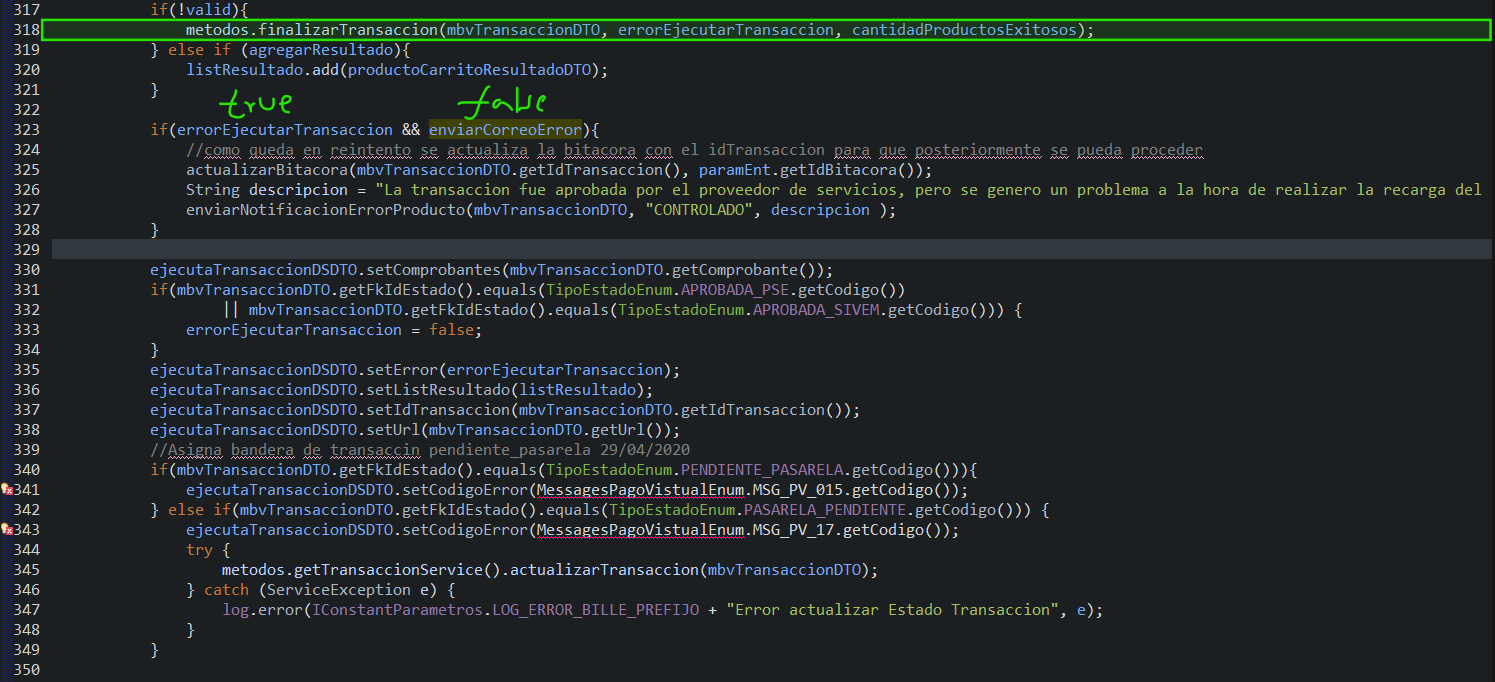 317 if(!valid){
318 metodos.finalizarTransaccion(mbvTransaccionDTO, errorEjecutarTransaccion, cantidadProductosExitosos);
319 } else if (agregarResultado){
320 listResultado.add(productoCarritoResultadoDTO);
321 }
322 true false
323 if(errorEjecutarTransaccion && enviarCorreoError){
324 //como queda en reintento se actualiza la bitacora con el idTransaccion para que posteriormente se pueda proceder
325 actualizarBitacora(mbvTransaccionDTO.getIdTransaccion(), paramEnt.getIdBitacora());
326 String descripcion = "La transaccion fue aprobada por el proveedor de servicios, pero se genero un problema a la hora de realizar la recarga del
327 enviarNotificacionErrorProducto(mbvTransaccionDTO, "CONTROLADO", descripcion );
328 }
329
330 ejecutaTransaccionDSDTO.setComprobantes(mbvTransaccionDTO.getComprobante());
331 if(mbvTransaccionDTO.getFkIdEstado().equals(TipoEstadoEnum.APROBADA_PSE.getCodigo())
332 || mbvTransaccionDTO.getFkIdEstado().equals(TipoEstadoEnum.APROBADA_SIVEM.getCodigo())) {
333 errorEjecutarTransaccion = false;
334 }
335 ejecutaTransaccionDSDTO.setError(errorEjecutarTransaccion);
336 ejecutaTransaccionDSDTO.setListResultado(listResultado);
337 ejecutaTransaccionDSDTO.setIdTransaccion(mbvTransaccionDTO.getIdTransaccion());
338 ejecutaTransaccionDSDTO.setUrl(mbvTransaccionDTO.getUrl());
339 //Asigna bandera de transaccin pendiente_pasarela 29/04/2020
340 if(mbvTransaccionDTO.getFkIdEstado().equals(TipoEstadoEnum.PENDIENTE_PASARELA.getCodigo())){
341 ejecutaTransaccionDSDTO.setCodigoError(MessagesPagoVistualEnum.MSG_PV_015.getCodigo());
342 } else if(mbvTransaccionDTO.getFkIdEstado().equals(TipoEstadoEnum.PASARELA_PENDIENTE.getCodigo())) {
343 ejecutaTransaccionDSDTO.setCodigoError(MessagesPagoVistualEnum.MSG_PV_17.getCodigo());
344 try {
345 metodos.getTransaccionService().actualizarTransaccion(mbvTransaccionDTO);
346 } catch (ServiceException e) {
347 log.error(IConstantParametros.LOG_ERROR_BILLE_PREFIJO + "Error actualizar Estado Transaccion", e);
348 }
349 }
350